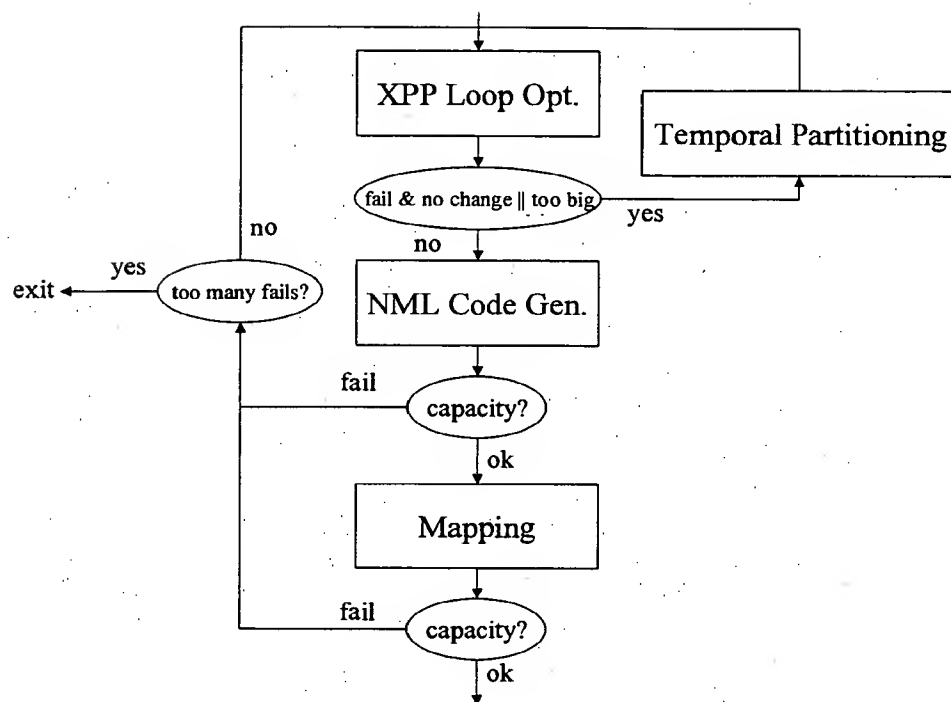 XPP Loop Opt.
Temporal Partitioning
fail & no change || too big
yes
no
no
yes
exit
too many fails?
NML Code Gen.
fail
capacity?
ok
Mapping
fail
capacity?
ok